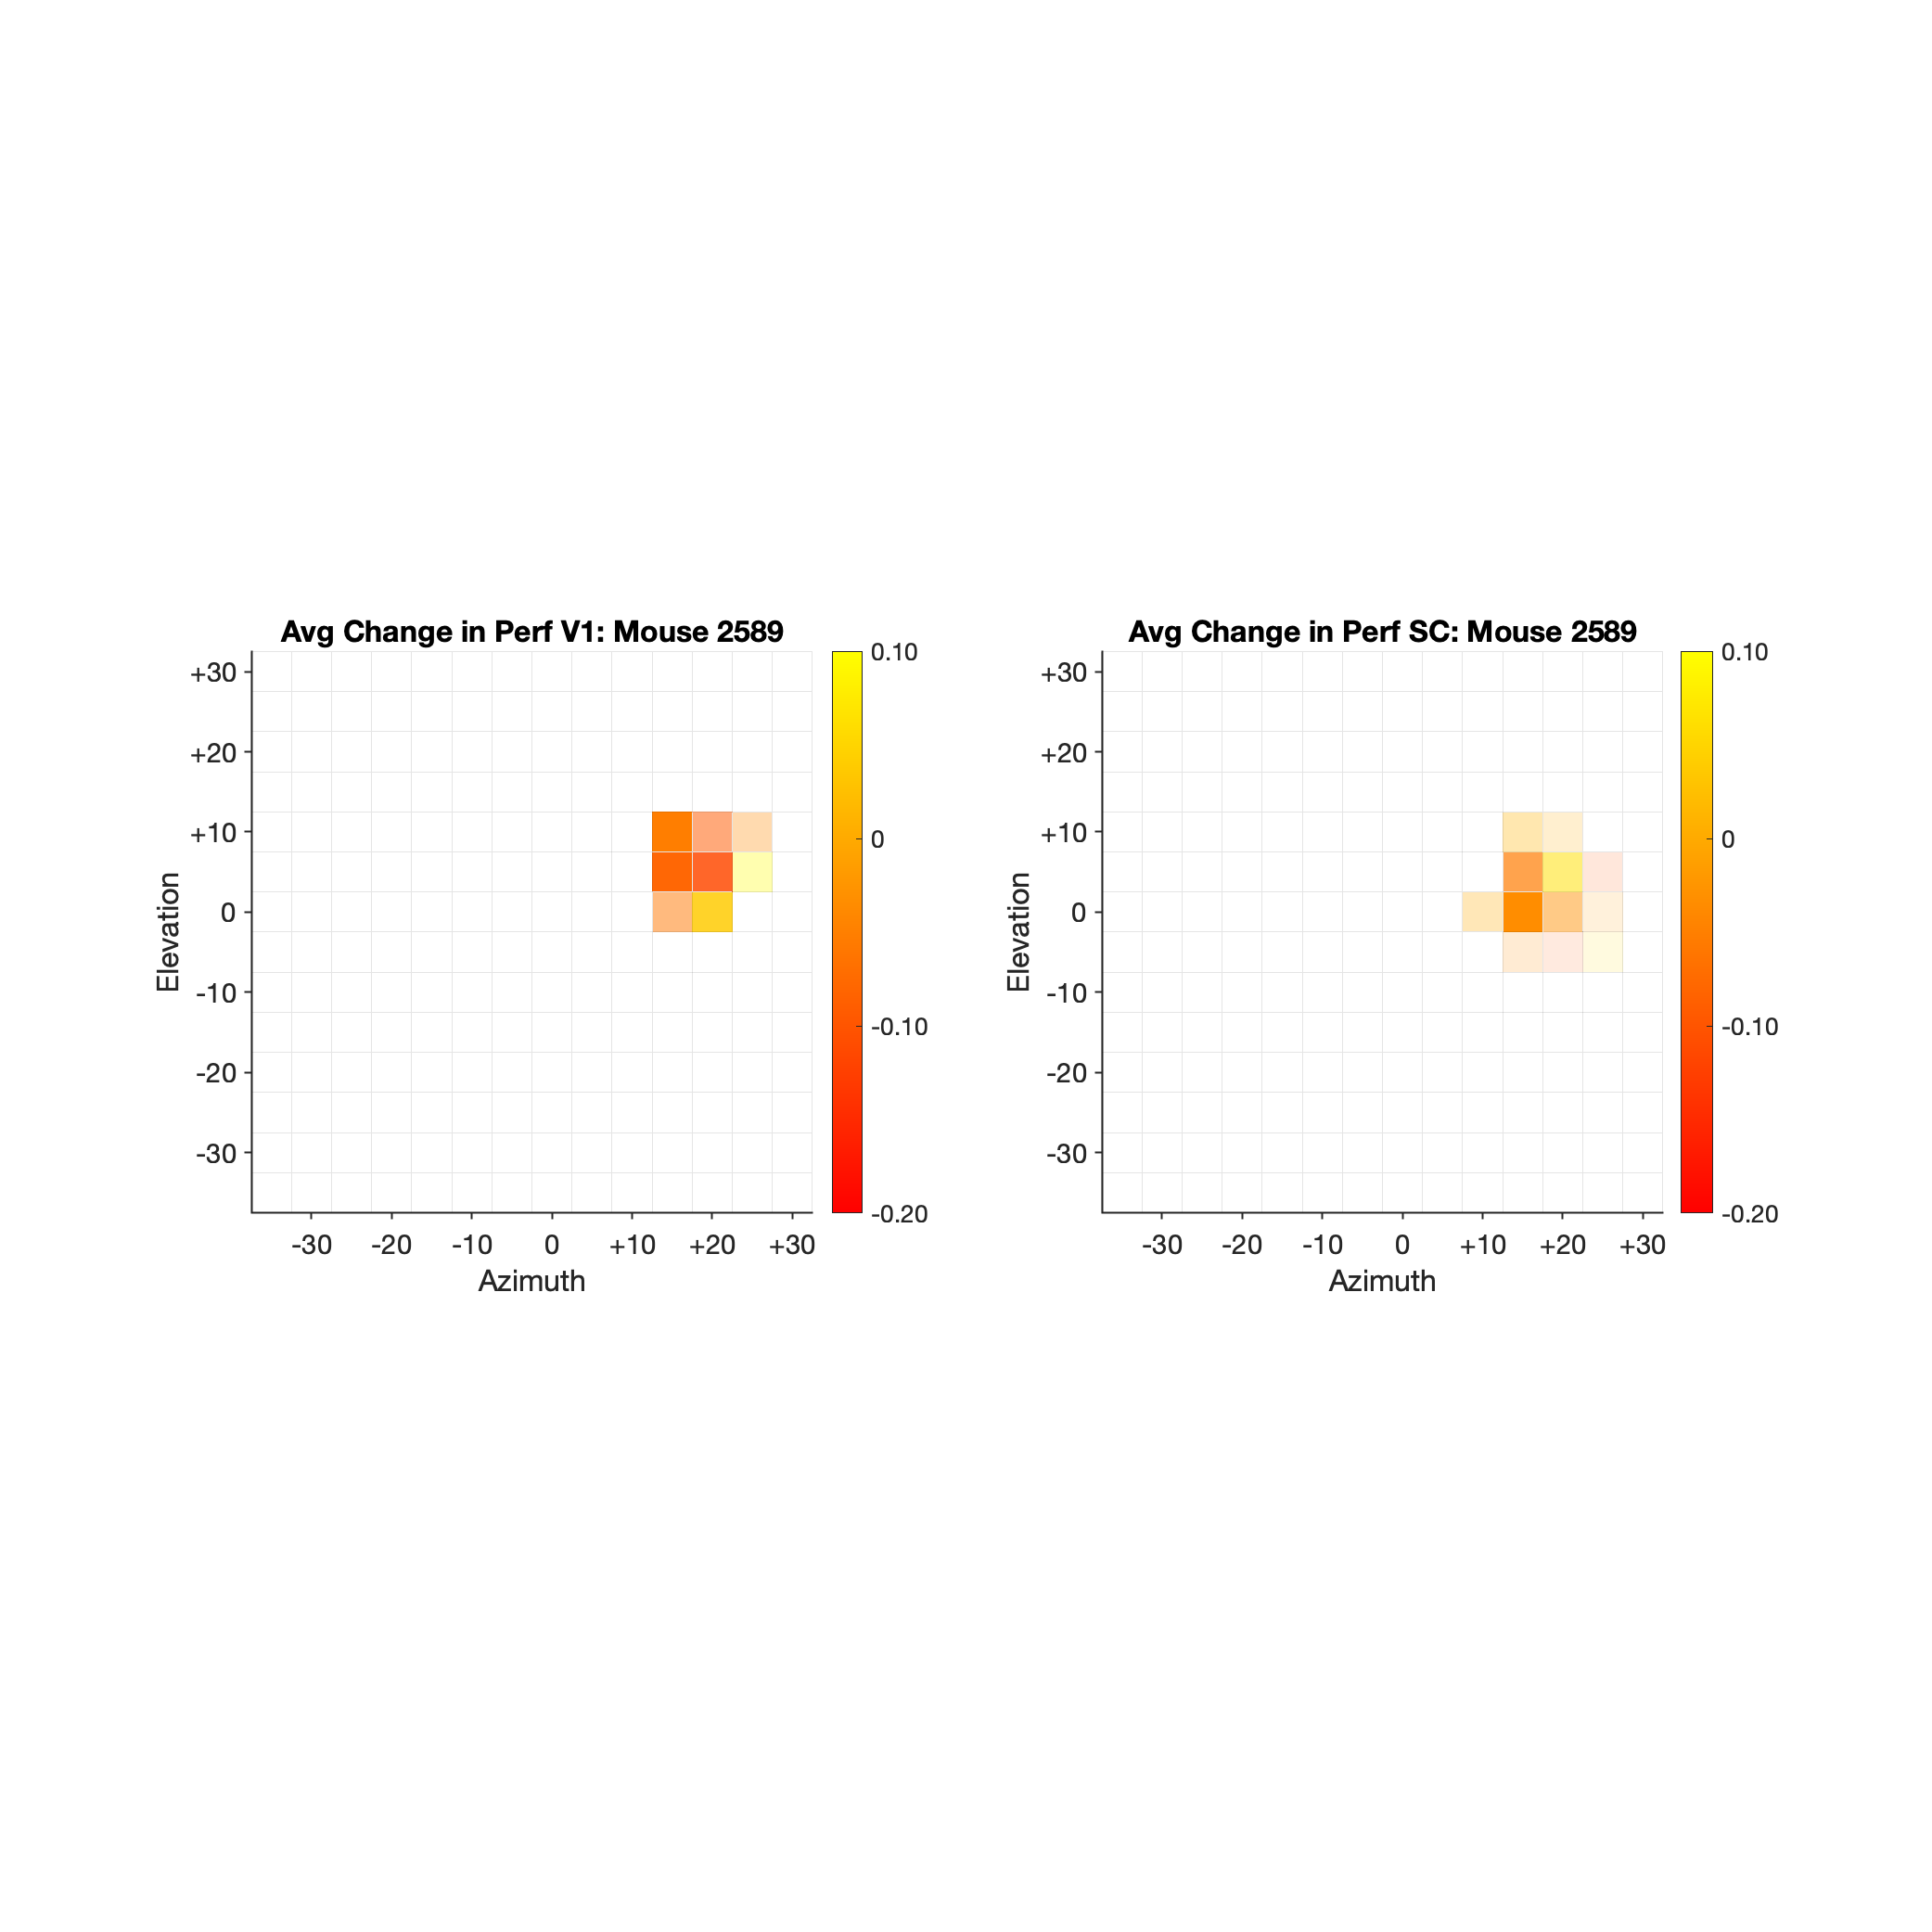 Avg Change in Perf V1: Mouse 2589
+30
+20
+10
0
-10
-20
-30
Elevation
-30 -20 -10 0 +10 +20 +30
Azimuth
0.10
0
-0.10
-0.20
Avg Change in Perf SC: Mouse 2589
+30
+20
+10
0
-10
-20
-30
Elevation
-30 -20 -10 0 +10 +20 +30
Azimuth
0.10
0
-0.10
-0.20